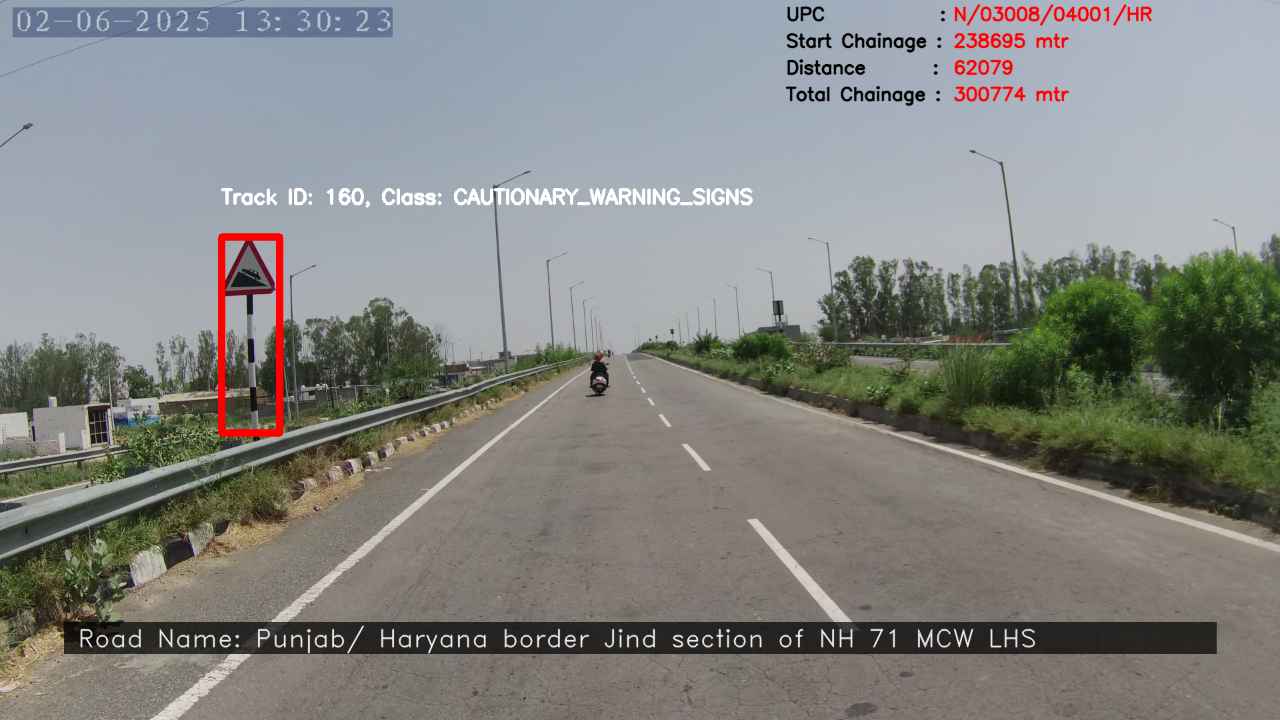 02-06-2025 13:30:23
UPC : N/03008/04001/HR
Start Chainage : 238695 mtr
Distance : 62079
Total Chainage : 300774 mtr
Track ID: 160, Class: CAUTIONARY_WARNING_SIGNS
Road Name: Punjab/ Haryana border Jind section of NH 71 MCW LHS